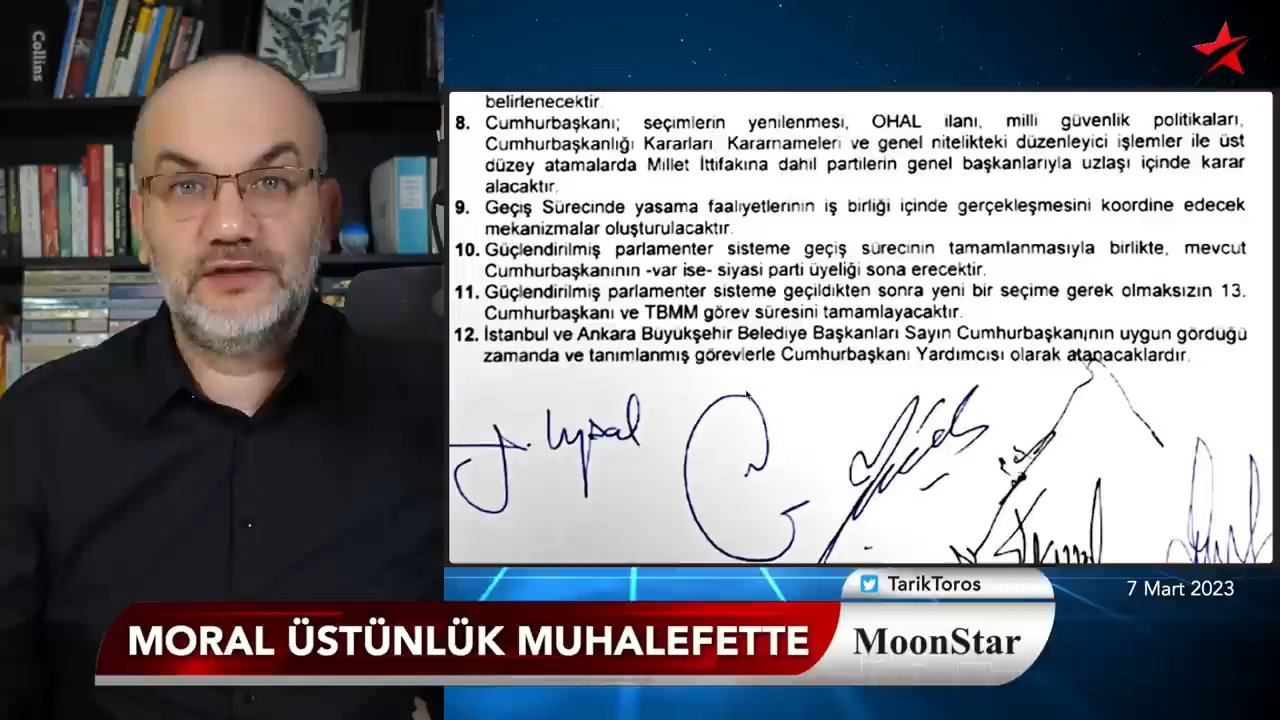 Collins
belirlenecektir.
8. Cumhurbaşkanı; seçimlerin yenilenmesi, OHAL ilanı, milli güvenlik politikaları,
Cumhurbaşkanlığı Kararları, Kararnameleri ve genel nitelikteki düzenleyici işlemler ile üst
düzey atamalarda Millet İttifakına dahil partilerin genel başkanlarıyla uzlaşı içinde karar
alacaktır.
9. Geçiş Sürecinde yasama faaliyetlerinin iş birliği içinde gerçekleşmesini koordine edecek
mekanizmalar oluşturulacaktır.
10. Güçlendirilmiş parlamenter sisteme geçiş sürecinin tamamlanmasıyla birlikte, mevcut
Cumhurbaşkanının -var ise- siyasi parti üyeliği sona erecektir.
11. Güçlendirilmiş parlamenter sisteme geçildikten sonra yeni bir seçime gerek olmaksızın 13.
Cumhurbaşkanı ve TBMM görev süresini tamamlayacaktır.
12. İstanbul ve Ankara Büyükşehir Belediye Başkanları Sayın Cumhurbaşkanının uygun gördüğü
zamanda ve tanımlanmış görevlerle Cumhurbaşkanı Yardımcısı olarak atanacaklardır.
TarikToros
7 Mart 2023
MORAL ÜSTÜNLÜK MUHALEFETTE
MoonStar